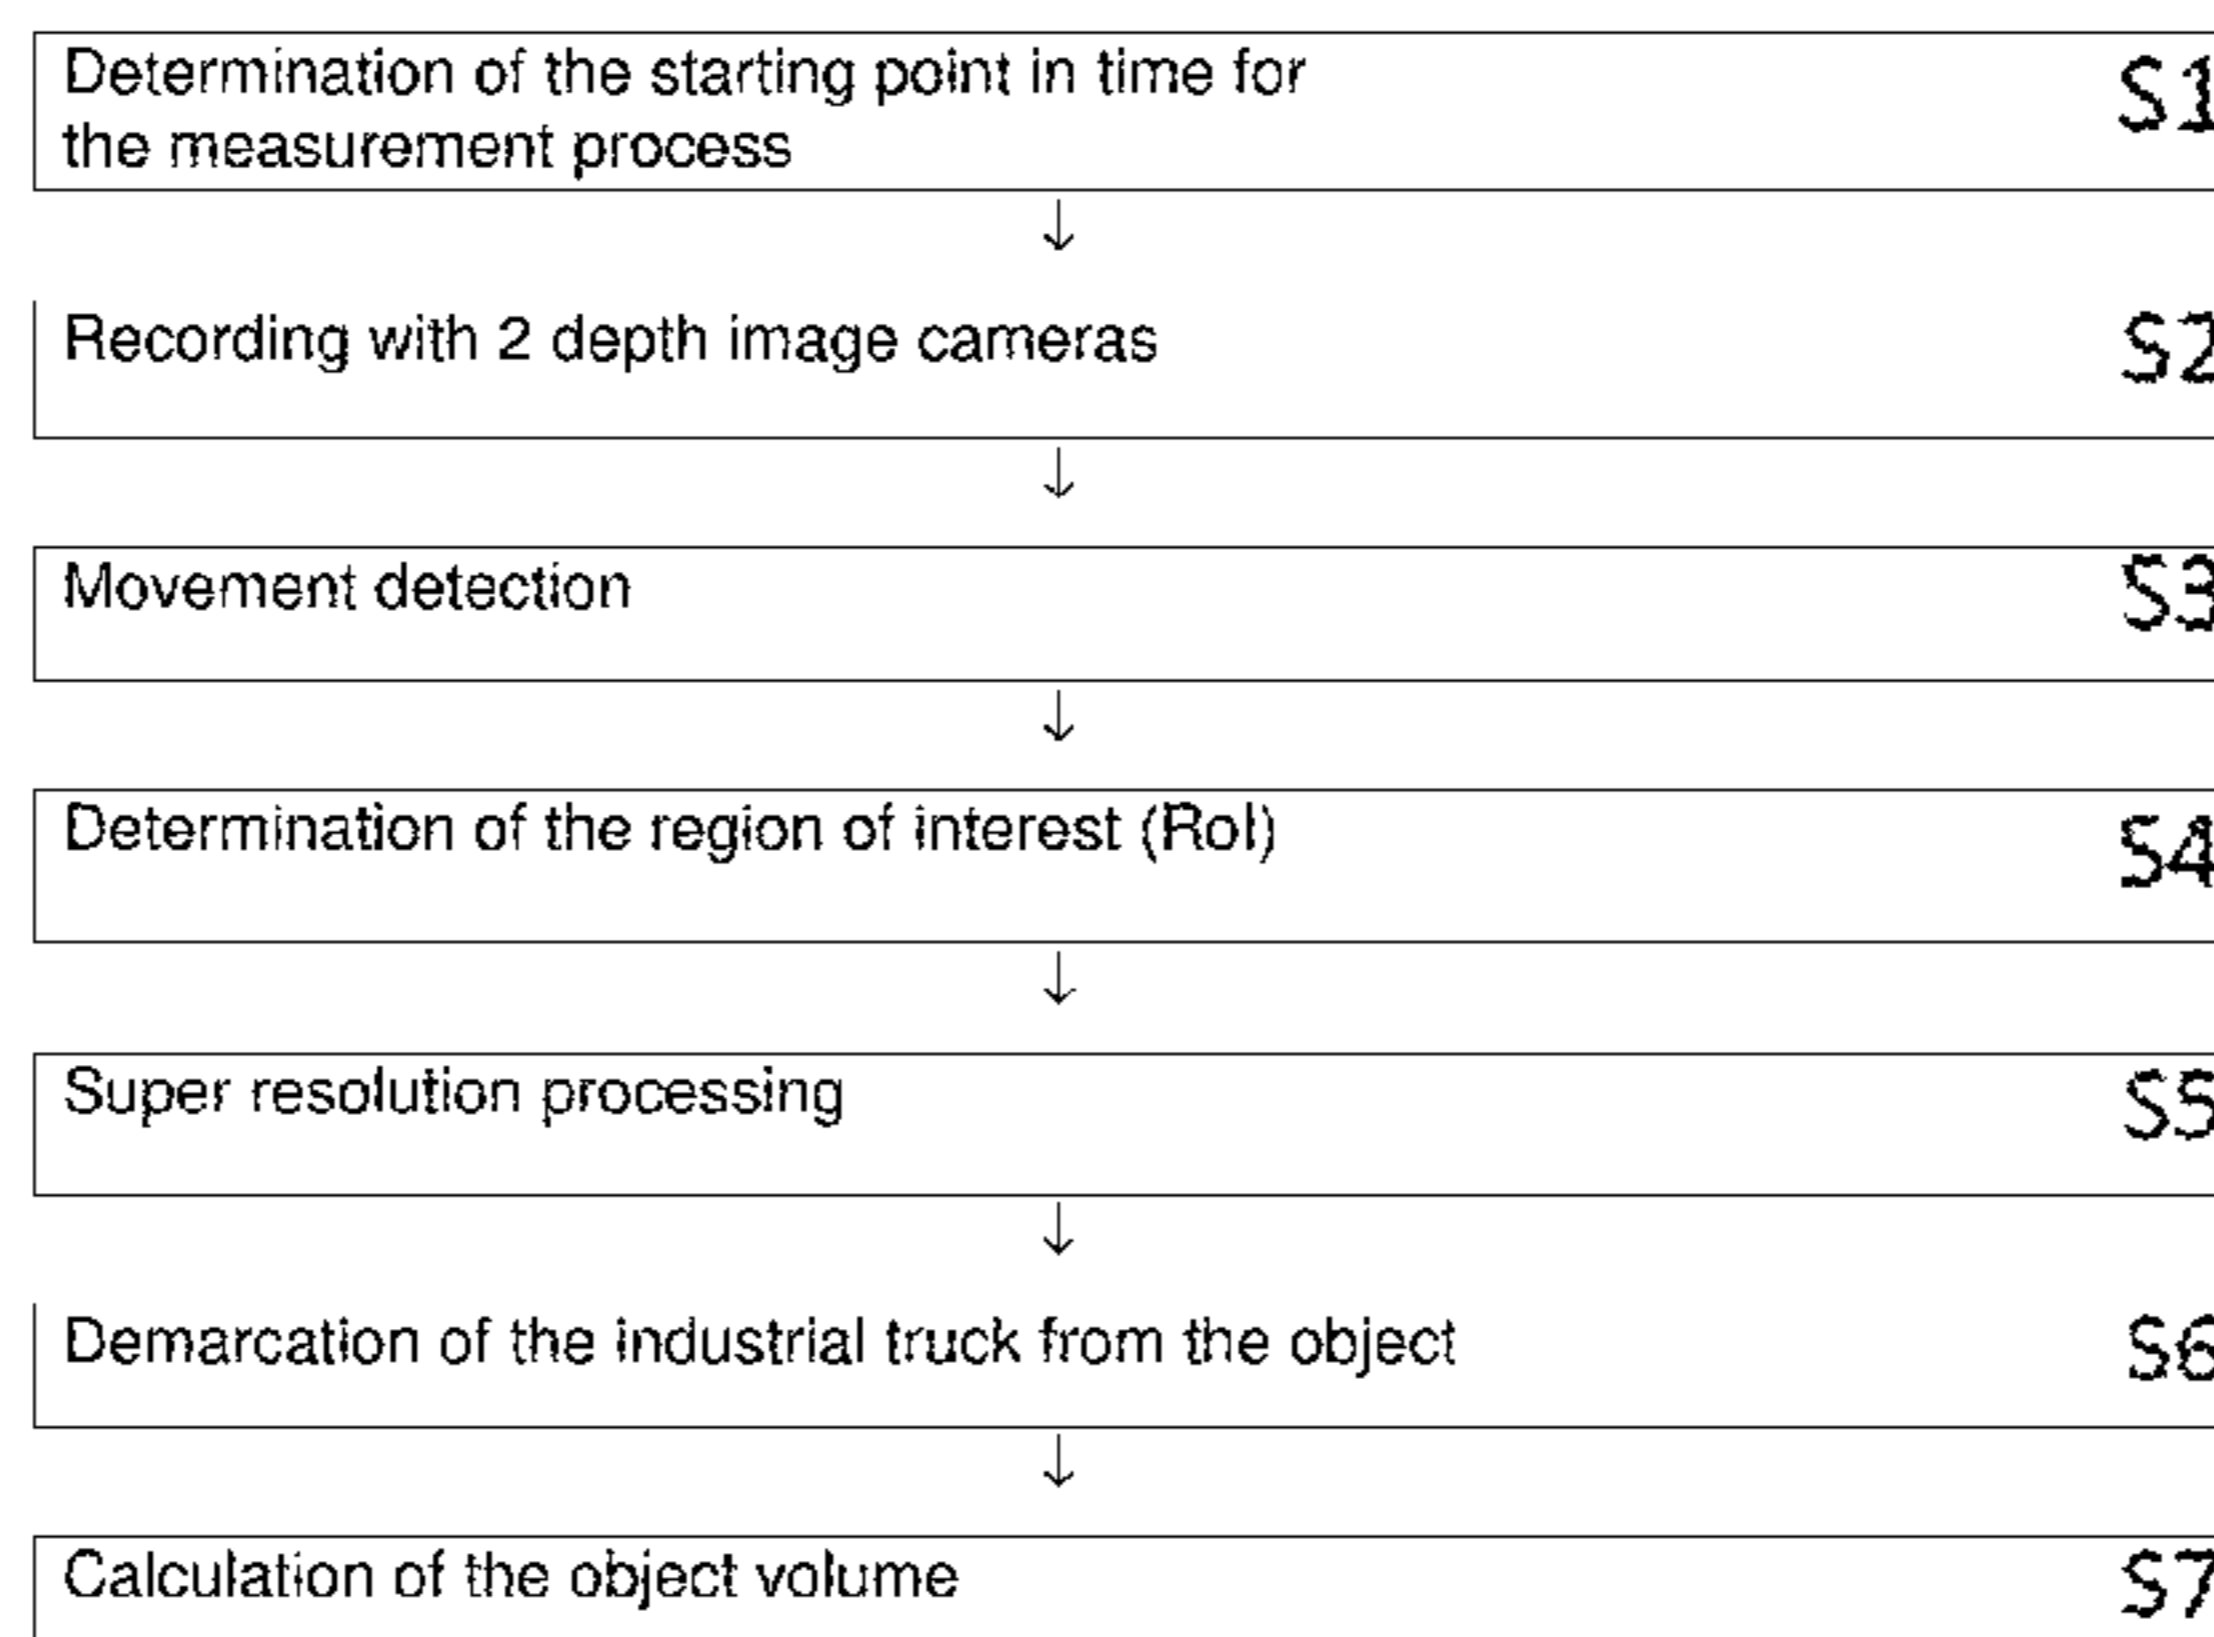 Determination of the starting point in time for S1
the measurement process
Recording with 2 depth image cameras S2
Movement detection S3
Determination of the region of interest (RoI) S4
Super resolution processing S5
Demarcation of the industrial truck from the object S6
Calculation of the object volume S7